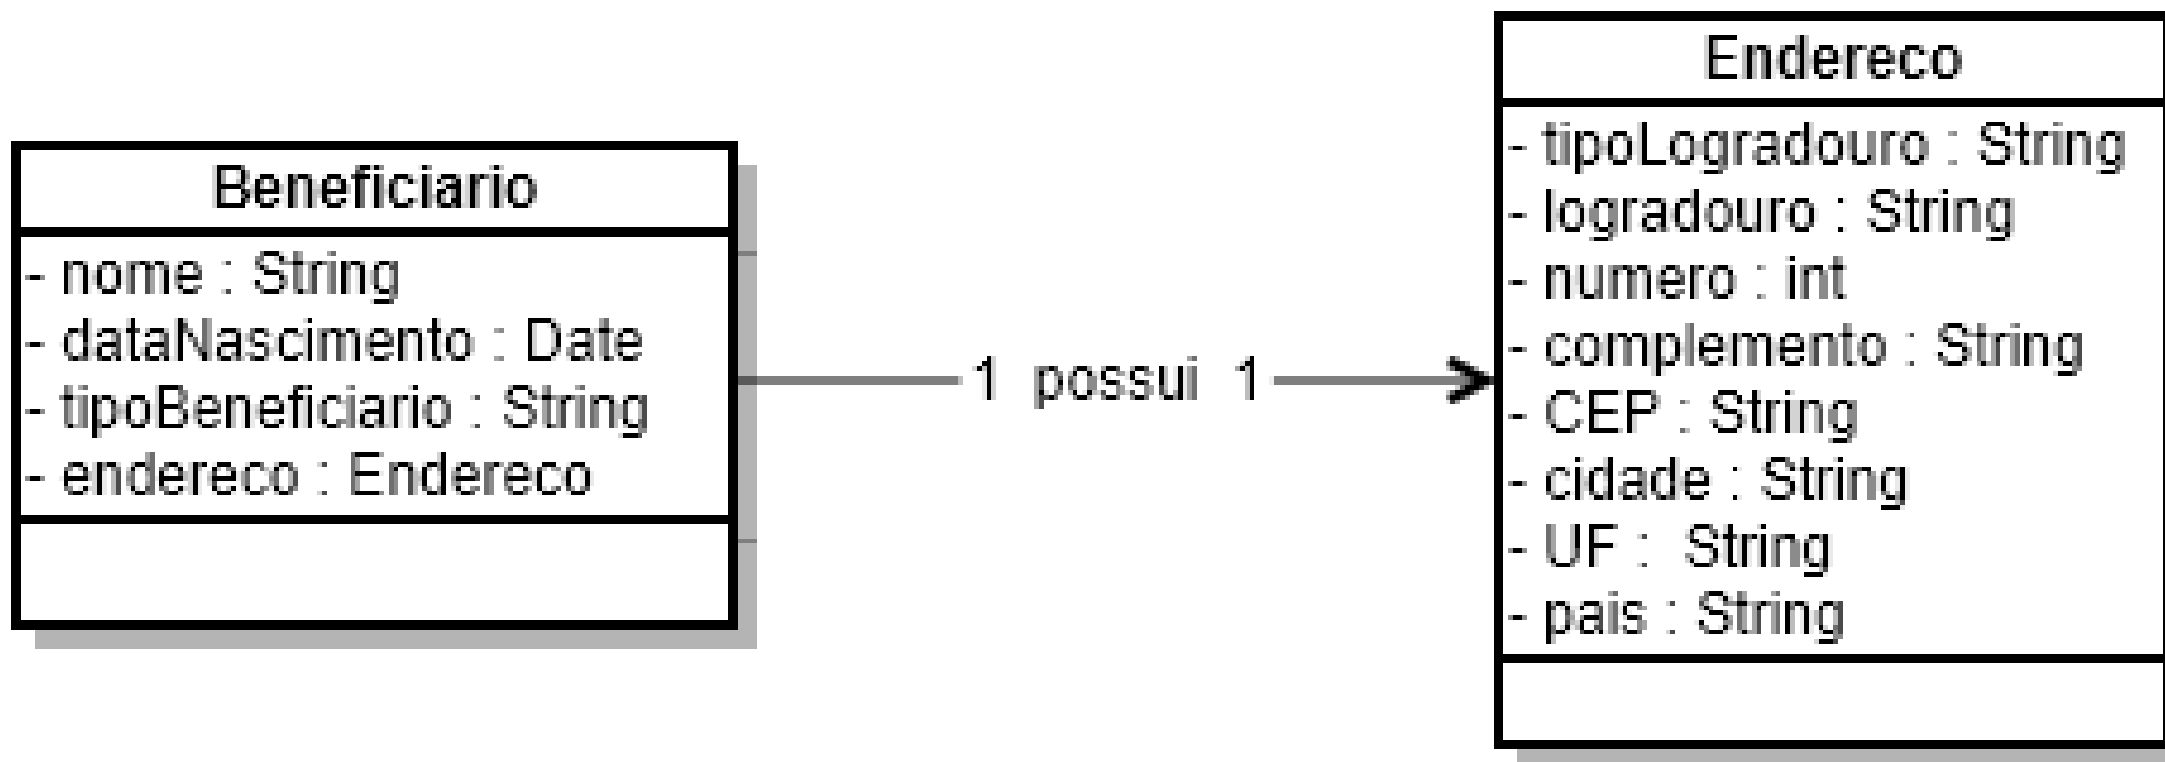 Beneficiario
- nome : String
- dataNascimento : Date
- tipoBeneficiario : String
- endereco : Endereco
1 possui 1
Endereco
- tipoLogradouro : String
- logradouro : String
- numero : int
- complemento : String
- CEP : String
- cidade : String
- UF : String
- pais : String